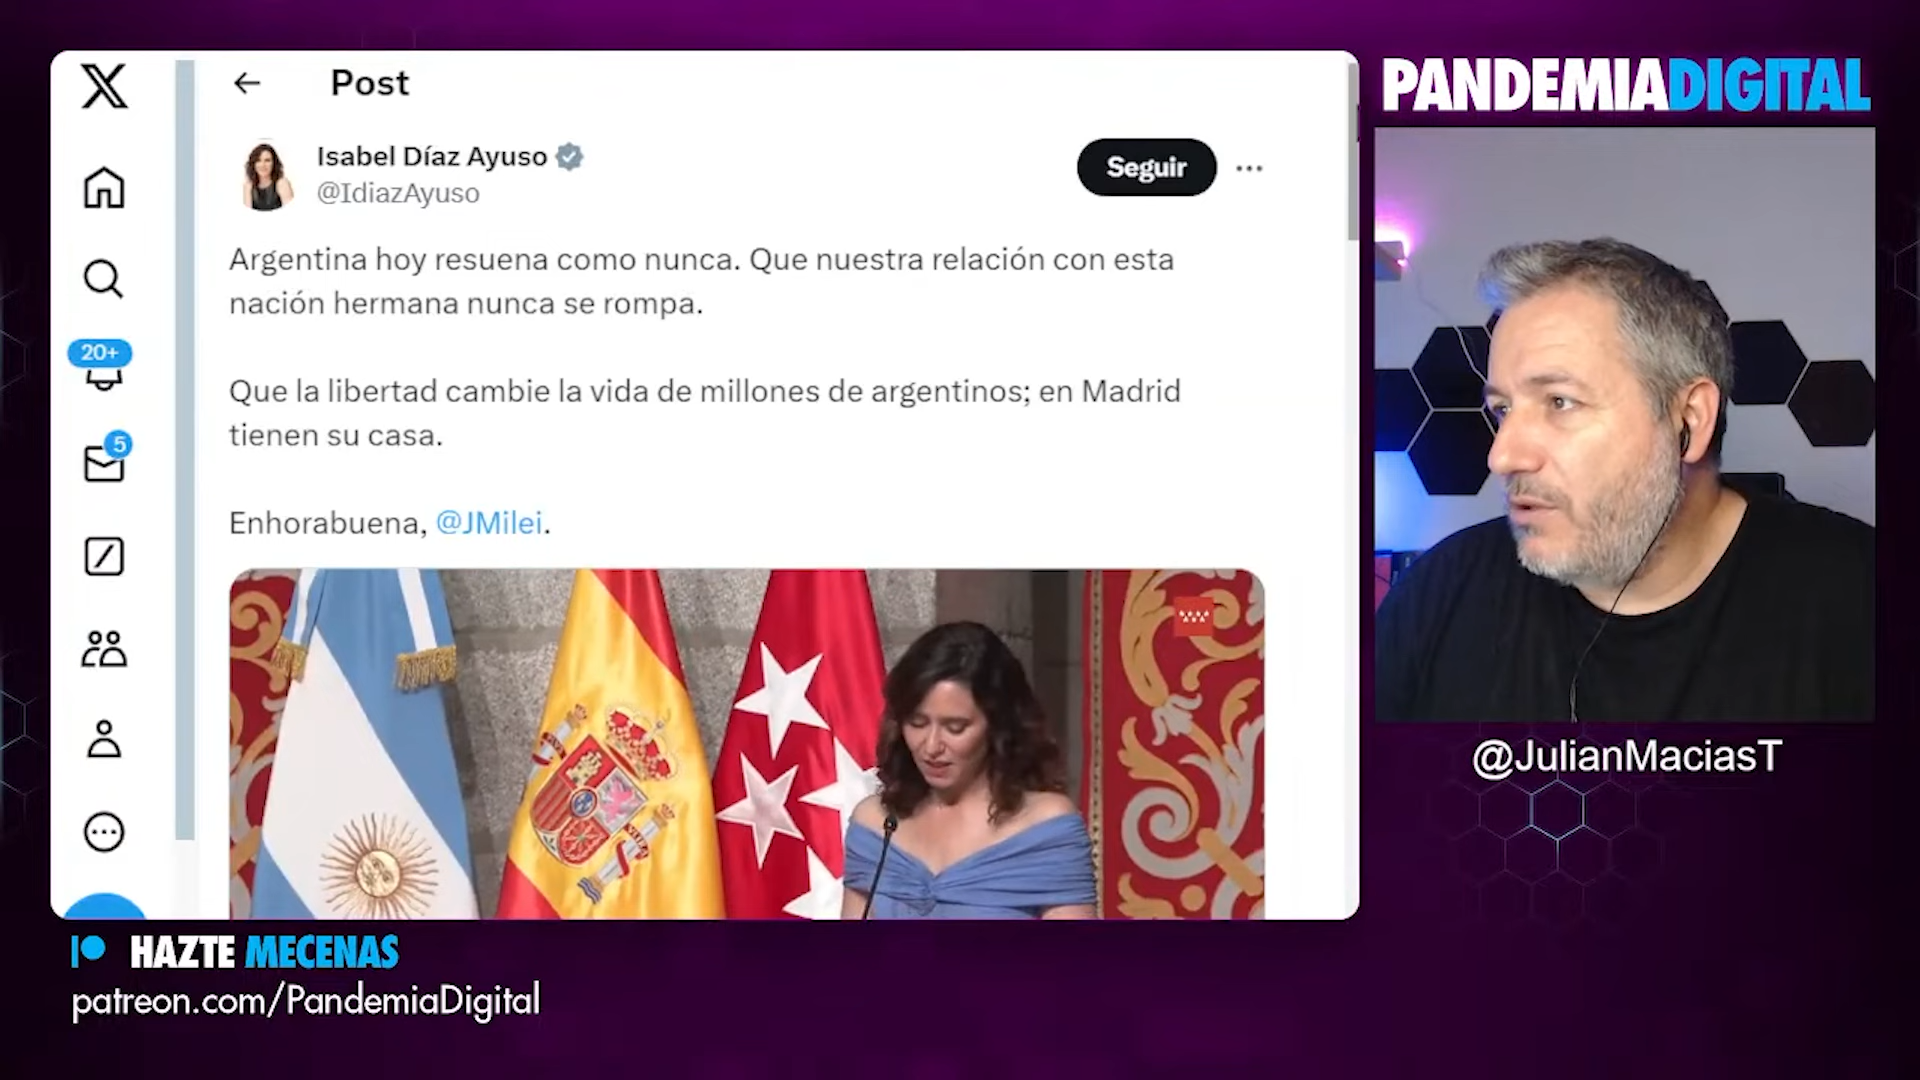 Post
Isabel Díaz Ayuso
@IdiazAyuso
Seguir
Argentina hoy resuena como nunca. Que nuestra relación con esta
nación hermana nunca se rompa.
Que la libertad cambie la vida de millones de argentinos; en Madrid
tienen su casa.
Enhorabuena, @JMilei.
20+
5
PANDEMIADIGITAL
@JulianMaciasT
HAZTE MECENAS
patreon.com/PandemiaDigital